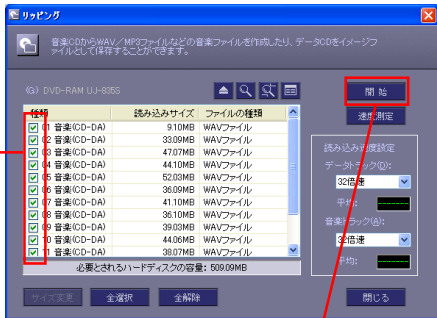 リッピング
音楽CDからWAV／MP3ファイルなどの音楽ファイルを作成したり、データCDをイメージファイルとして保存することができます。
(G) DVD-RAM UJ-835S
開始
種類 読み込みサイズ ファイルの種類
速度測定
01 音楽(CD-DA) 9.10MB WAVファイル
02 音楽(CD-DA) 33.09MB WAVファイル
03 音楽(CD-DA) 47.07MB WAVファイル
04 音楽(CD-DA) 44.10MB WAVファイル
05 音楽(CD-DA) 52.03MB WAVファイル
06 音楽(CD-DA) 36.09MB WAVファイル
07 音楽(CD-DA) 41.10MB WAVファイル
08 音楽(CD-DA) 36.10MB WAVファイル
09 音楽(CD-DA) 39.03MB WAVファイル
10 音楽(CD-DA) 44.06MB WAVファイル
11 音楽(CD-DA) 38.07MB WAVファイル
必要とされるハードディスクの容量: 509.09MB
読み込み速度設定
データトラック(D):
32倍速
平均:
音楽トラック(A):
32倍速
平均:
サイズ変更 全選択 全解除 閉じる